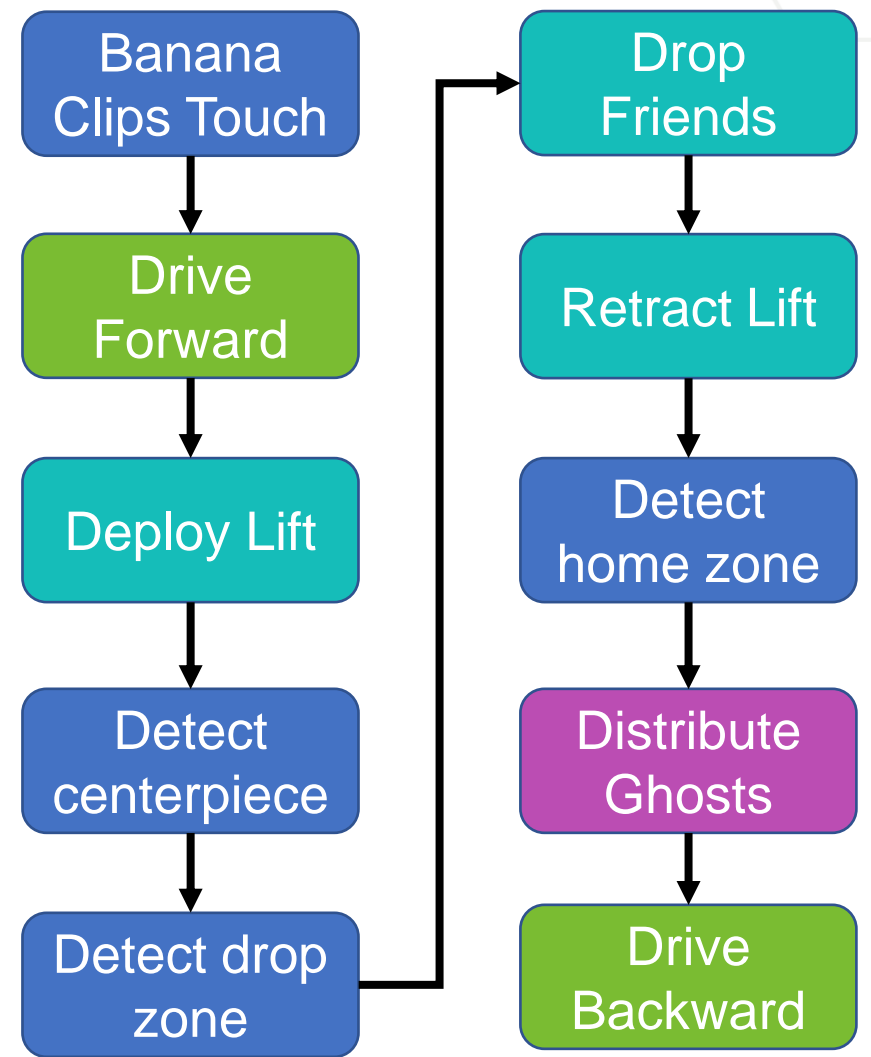 Banana
Clips Touch
Drive
Forward
Deploy Lift
Detect
centerpiece
Detect drop
zone
Drop
Friends
Retract Lift
Detect
home zone
Distribute
Ghosts
Drive
Backward